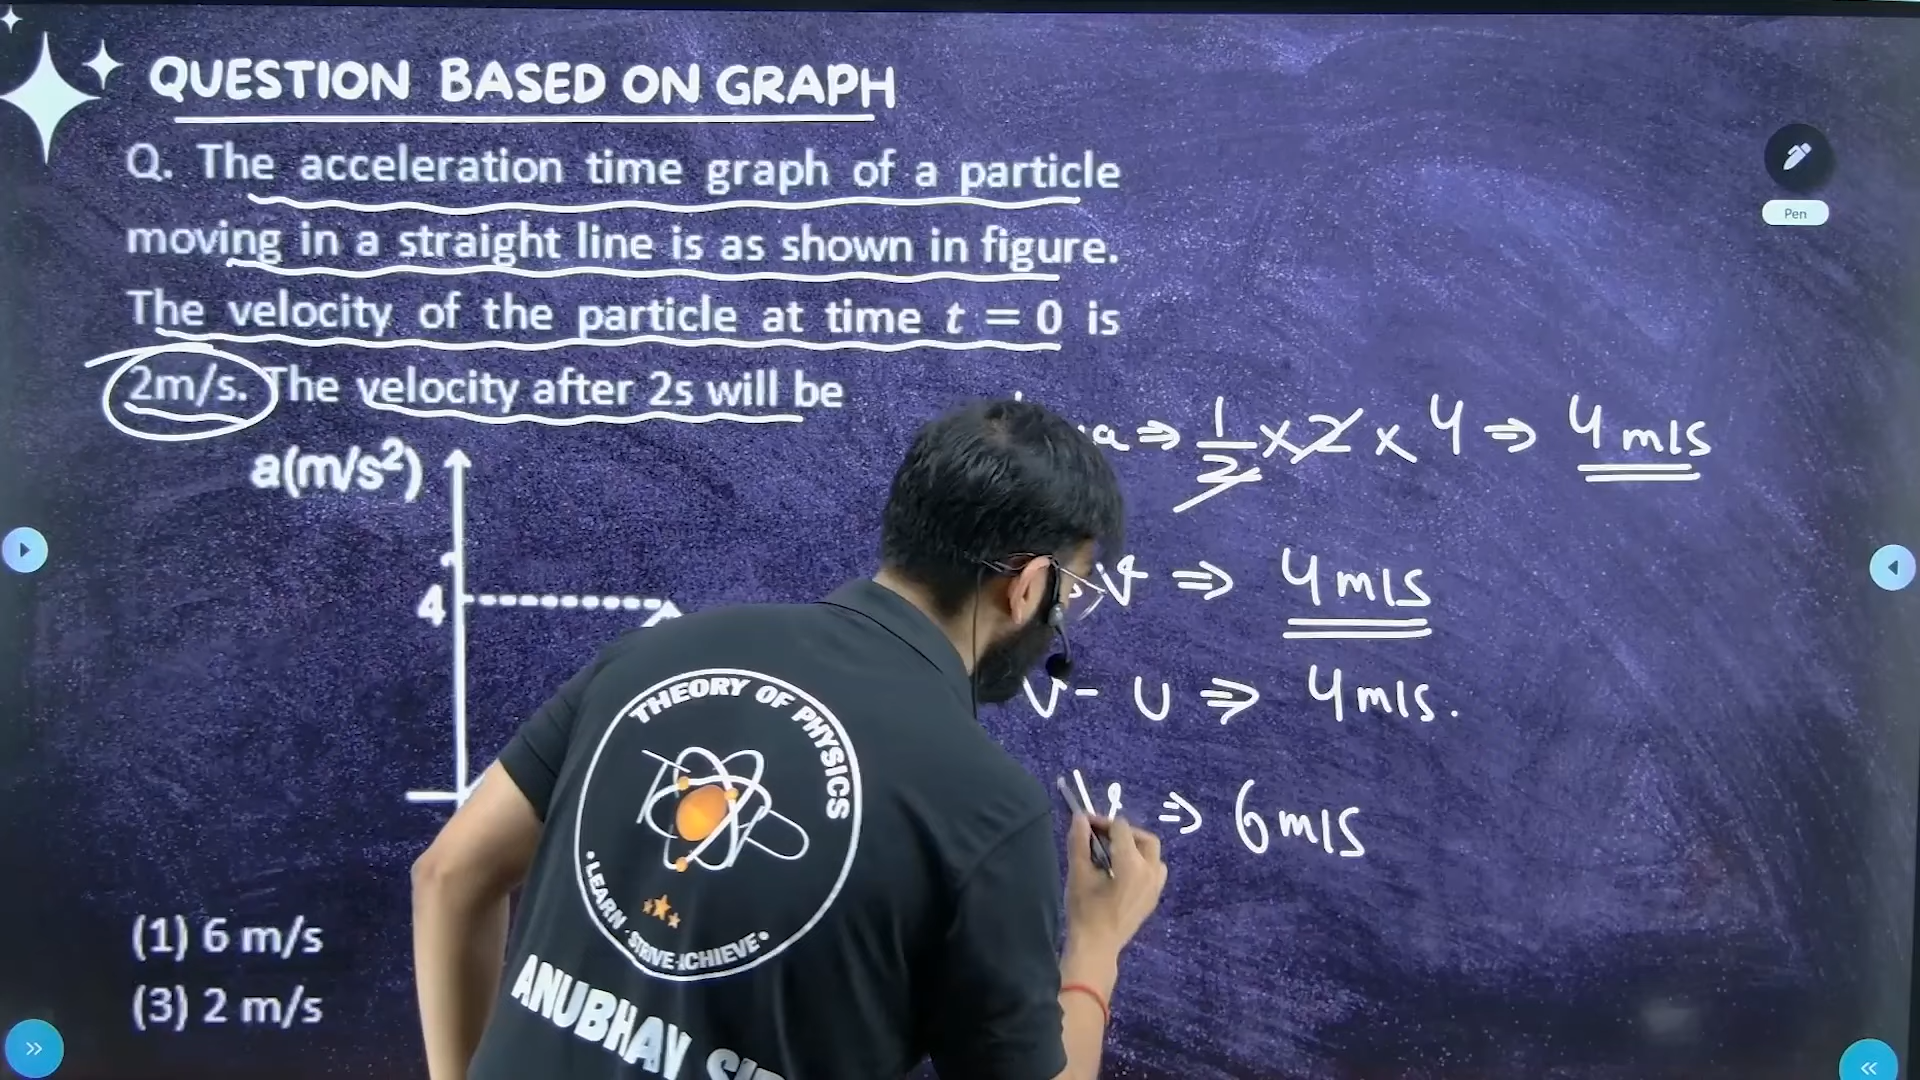 QUESTION BASED ON GRAPH
Q. The acceleration time graph of a particle
moving in a straight line is as shown in figure.
The velocity of the particle at time t = 0 is
2m/s. The velocity after 2s will be
a(m/s²)
4
a ⇒ 1/2 × 2 × 4 ⇒ 4 m/s
v ⇒ 4 m/s
v - u ⇒ 4 m/s.
v ⇒ 6 m/s
(1) 6 m/s
(3) 2 m/s
Pen
THEORY OF PHYSICS
• LEARN • STRIVE • ACHIEVE •
ANUBHAV SIR